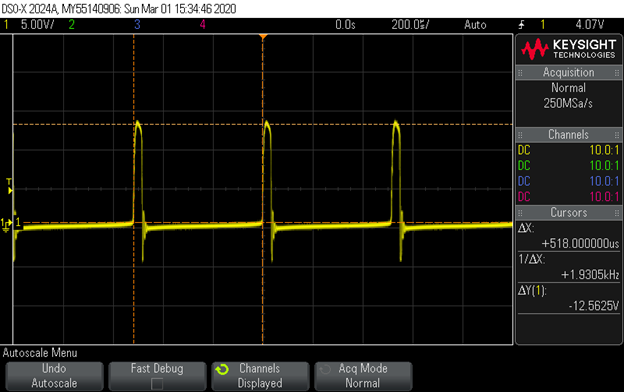 DSO-X 2024A, MY55140906; Sun Mar 01 15:34:46 2020
1 5.00V/ 2 3 4 0.0s 200.0us/ Auto 1 4.07V
KEYSIGHT
TECHNOLOGIES
Acquisition
Normal
250MSa/s
Channels
DC 10.0:1
DC 10.0:1
DC 10.0:1
DC 10.0:1
Cursors
ΔX:
+518.000000us
1/ΔX:
+1.9305kHz
ΔY(1):
-12.5625V
T
1 1
Autoscale Menu
Undo Autoscale
Fast Debug
Channels Displayed
Acq Mode Normal